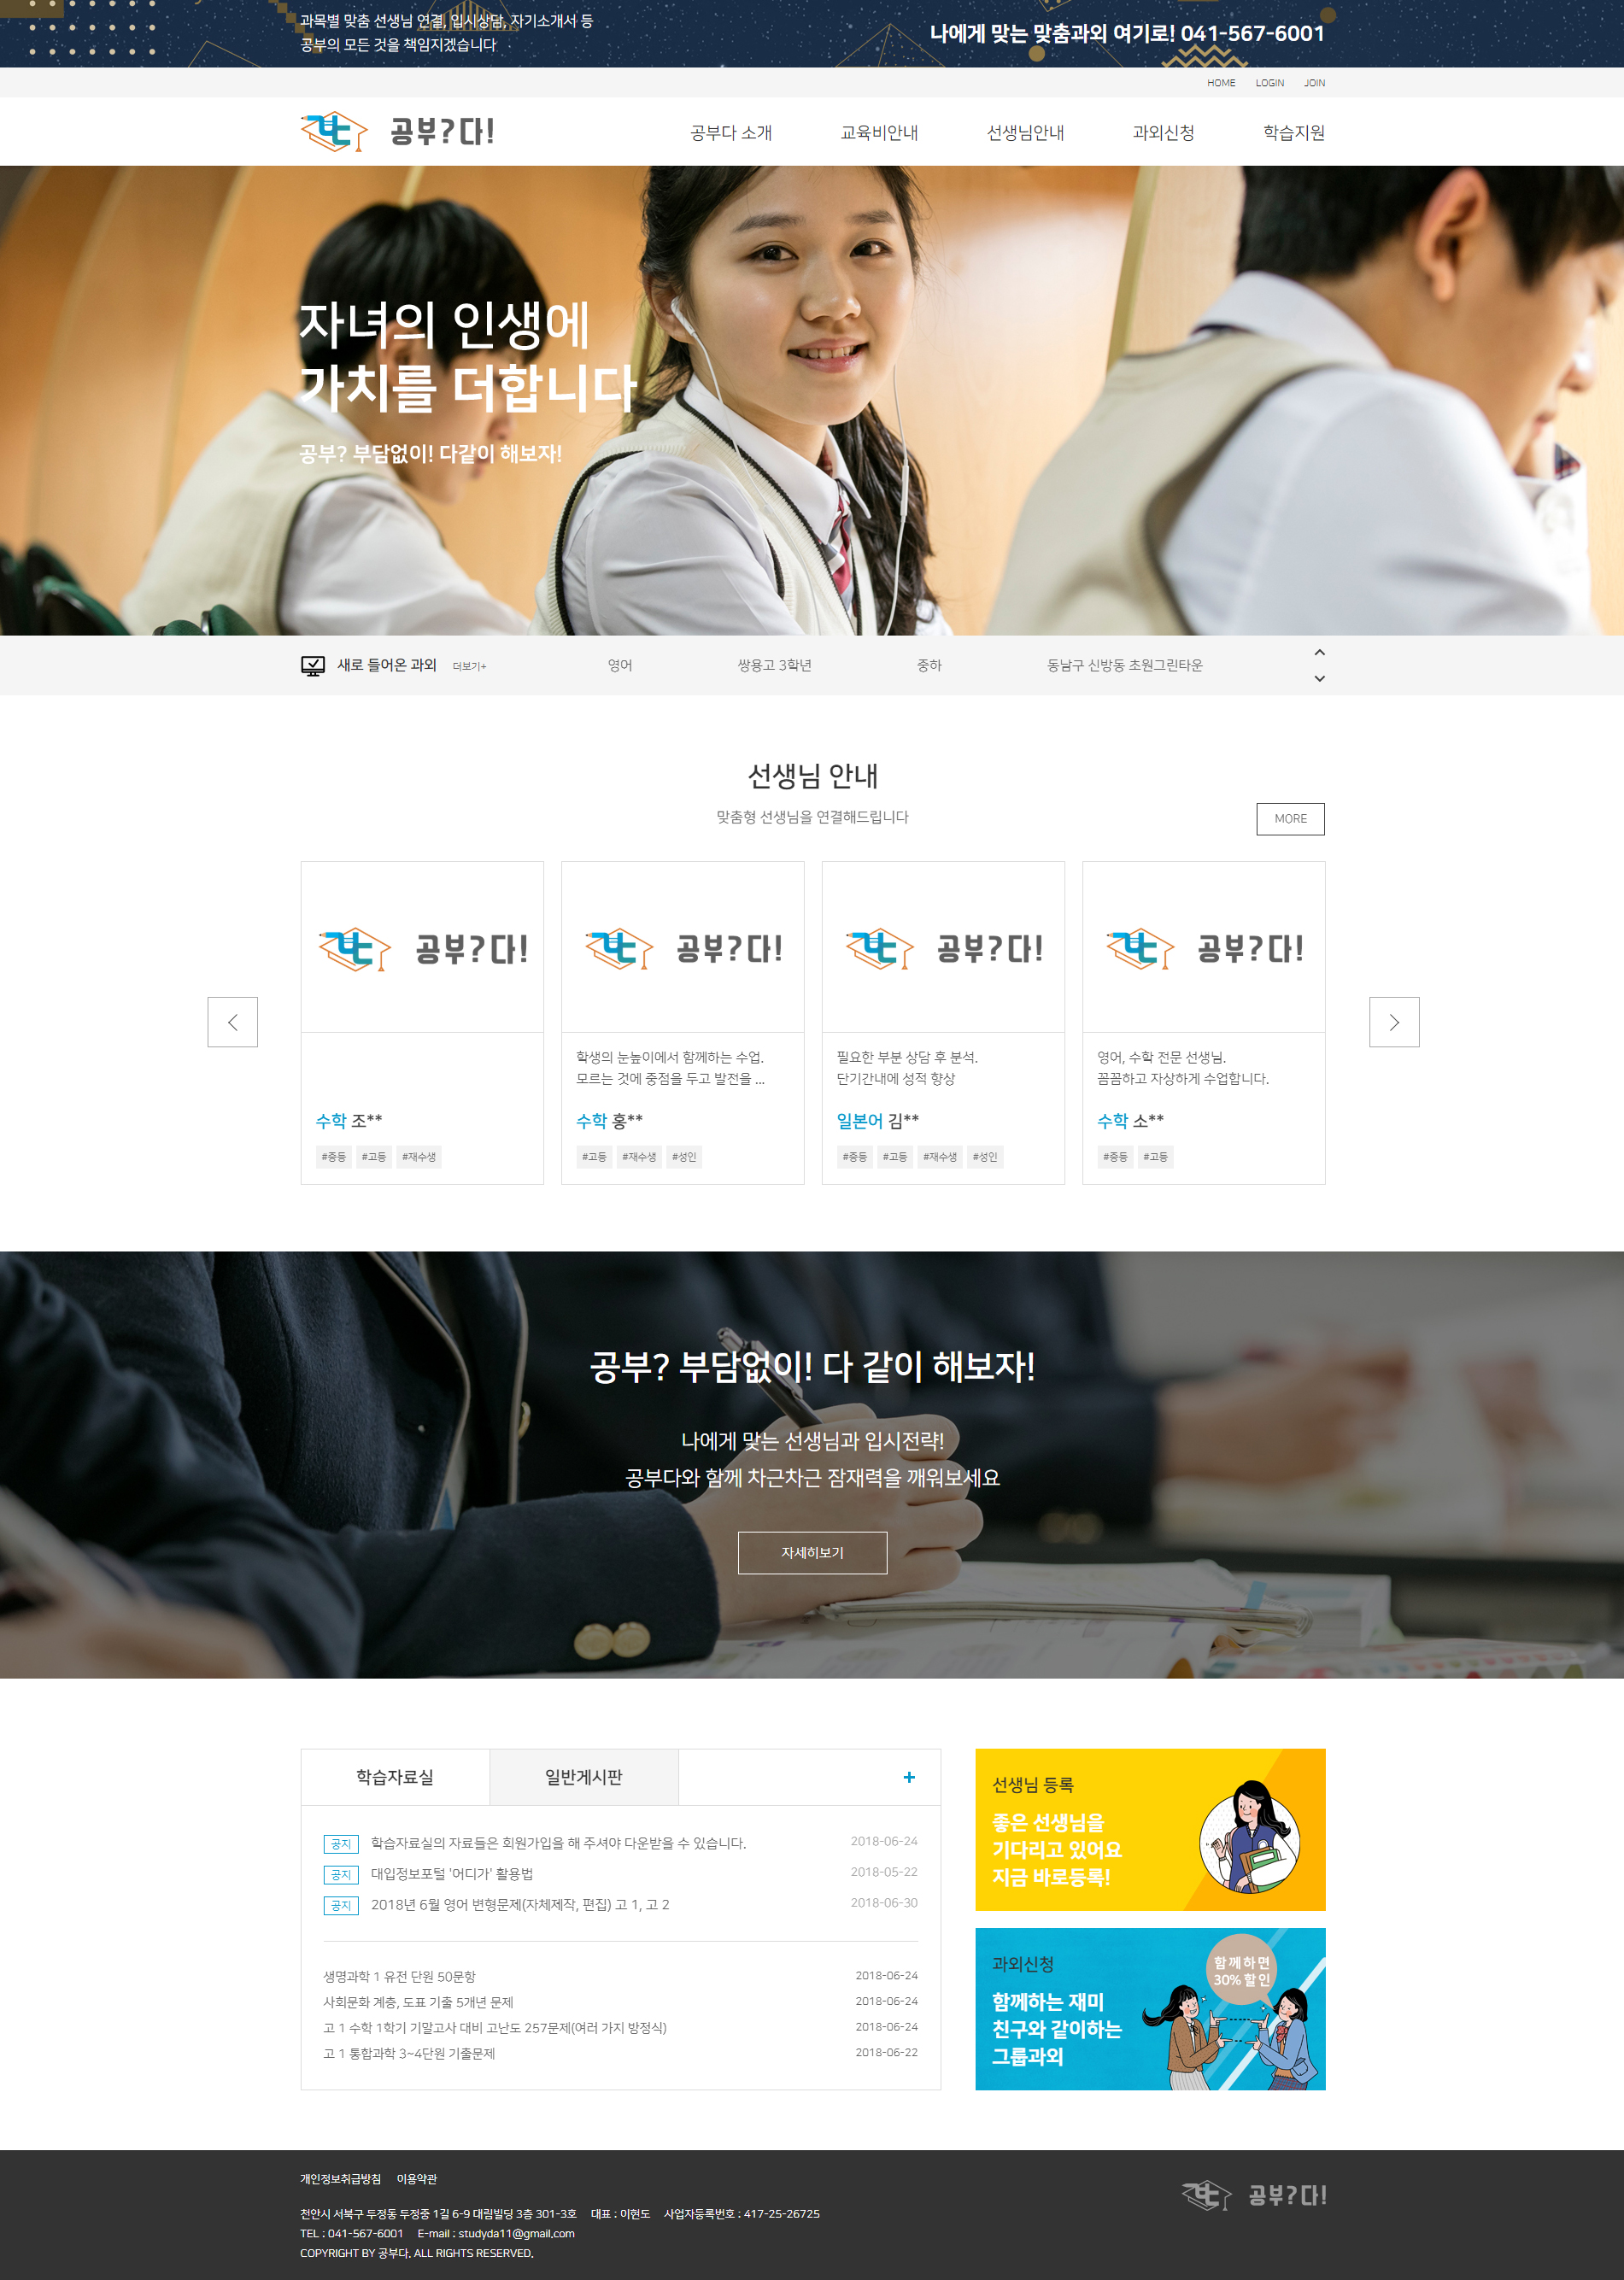 과목별 맞춤 선생님 연결, 입시상담, 자기소개서 등
공부의 모든 것을 책임지겠습니다
나에게 맞는 맞춤과외 여기로! 041-567-6001
HOME LOGIN JOIN
공부?다!
공부다 소개 교육비안내 선생님안내 과외신청 학습지원
자녀의 인생에
가치를 더합니다
공부? 부담없이! 다같이 해보자!
새로 들어온 과외 더보기+ 영어 쌍용고 3학년 중하 동남구 신방동 초원그린타운
선생님 안내
맞춤형 선생님을 연결해드립니다
MORE
공부?다!
수학 조**
#중등 #고등 #재수생
공부?다!
학생의 눈높이에서 함께하는 수업.
모르는 것에 중점을 두고 발전을 ...
수학 홍**
#고등 #재수생 #성인
공부?다!
필요한 부분 상담 후 분석.
단기간내에 성적 향상
일본어 김**
#중등 #고등 #재수생 #성인
공부?다!
영어, 수학 전문 선생님.
꼼꼼하고 자상하게 수업합니다.
수학 소**
#중등 #고등
공부? 부담없이! 다 같이 해보자!
나에게 맞는 선생님과 입시전략!
공부다와 함께 차근차근 잠재력을 깨워보세요
자세히보기
학습자료실 일반게시판 +
공지 학습자료실의 자료들은 회원가입을 해 주셔야 다운받을 수 있습니다. 2018-06-24
공지 대입정보포털 '어디가' 활용법 2018-05-22
공지 2018년 6월 영어 변형문제(자체제작, 편집) 고 1, 고 2 2018-06-30
생명과학 1 유전 단원 50문항 2018-06-24
사회문화 계층, 도표 기출 5개년 문제 2018-06-24
고 1 수학 1학기 기말고사 대비 고난도 257문제(여러 가지 방정식) 2018-06-24
고 1 통합과학 3~4단원 기출문제 2018-06-22
선생님 등록
좋은 선생님을
기다리고 있어요
지금 바로등록!
과외신청
함께하는 재미
친구와 같이하는
그룹과외
함께하면
30% 할인
개인정보취급방침 이용약관
천안시 서북구 두정동 두정중 1길 6-9 대림빌딩 3층 301-3호 대표 : 이현도 사업자등록번호 : 417-25-26725
TEL : 041-567-6001 E-mail : studyda11@gmail.com
COPYRIGHT BY 공부다. ALL RIGHTS RESERVED.
공부?다!